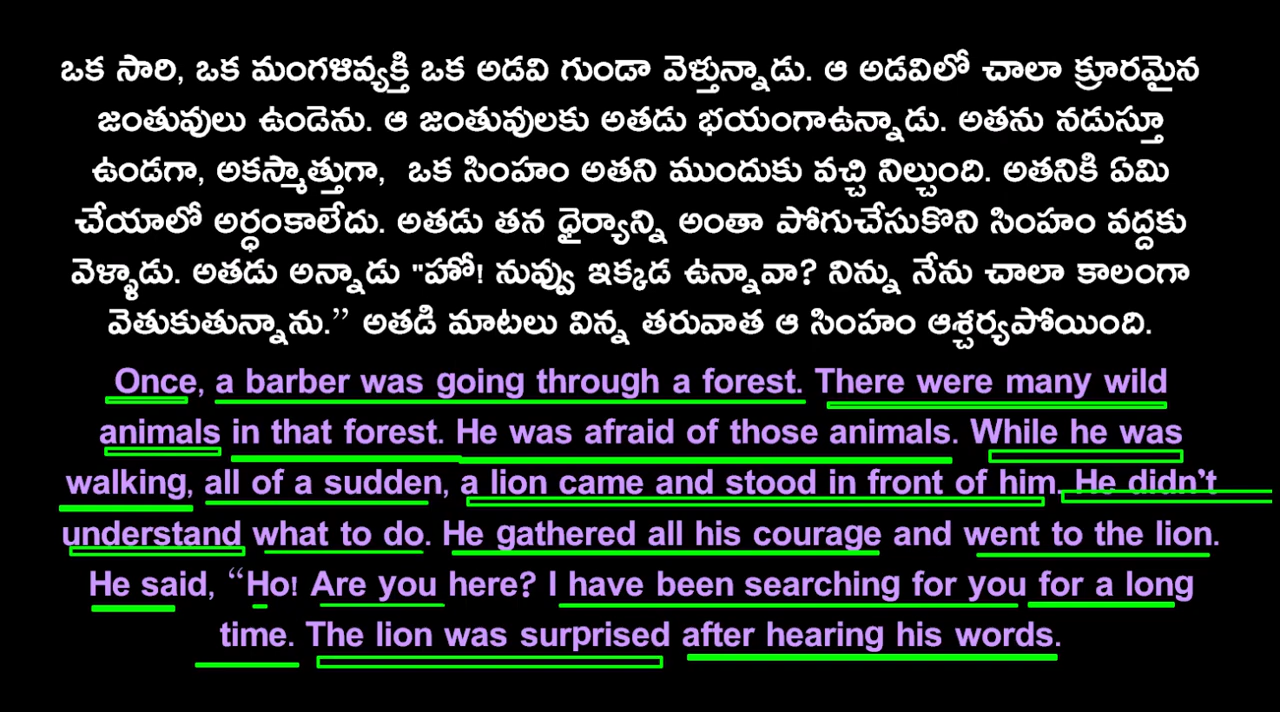 ఒక సారి, ఒక మంగళివ్యక్తి ఒక అడవి గుండా వెళ్తున్నాడు. ఆ అడవిలో చాలా క్రూరమైన
జంతువులు ఉండెను. ఆ జంతువులకు అతడు భయంగాఉన్నాడు. అతను నడుస్తూ
ఉండగా, అకస్మాత్తుగా, ఒక సింహం అతని ముందుకు వచ్చి నిల్చుంది. అతనికి ఏమి
చేయాలో అర్ధంకాలేదు. అతడు తన ధైర్యాన్ని అంతా పోగుచేసుకొని సింహం వద్దకు
వెళ్ళాడు. అతడు అన్నాడు "హో! నువ్వు ఇక్కడ ఉన్నావా? నిన్ను నేను చాలా కాలంగా
వెతుకుతున్నాను.” అతడి మాటలు విన్న తరువాత ఆ సింహం ఆశ్చర్యపోయింది.
Once, a barber was going through a forest. There were many wild
animals in that forest. He was afraid of those animals. While he was
walking, all of a sudden, a lion came and stood in front of him. He didn’t
understand what to do. He gathered all his courage and went to the lion.
He said, “Ho! Are you here? I have been searching for you for a long
time. The lion was surprised after hearing his words.